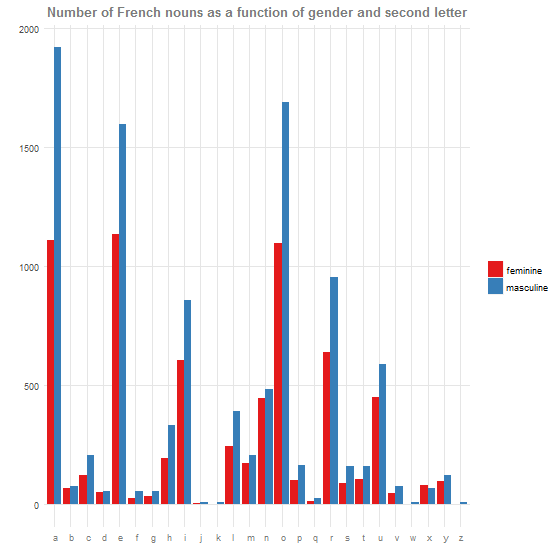 Number of French nouns as a function of gender and second letter
2000
1500
1000
500
0
a b c d e f g h i j k l m n o p q r s t u v w x y z
feminine
masculine